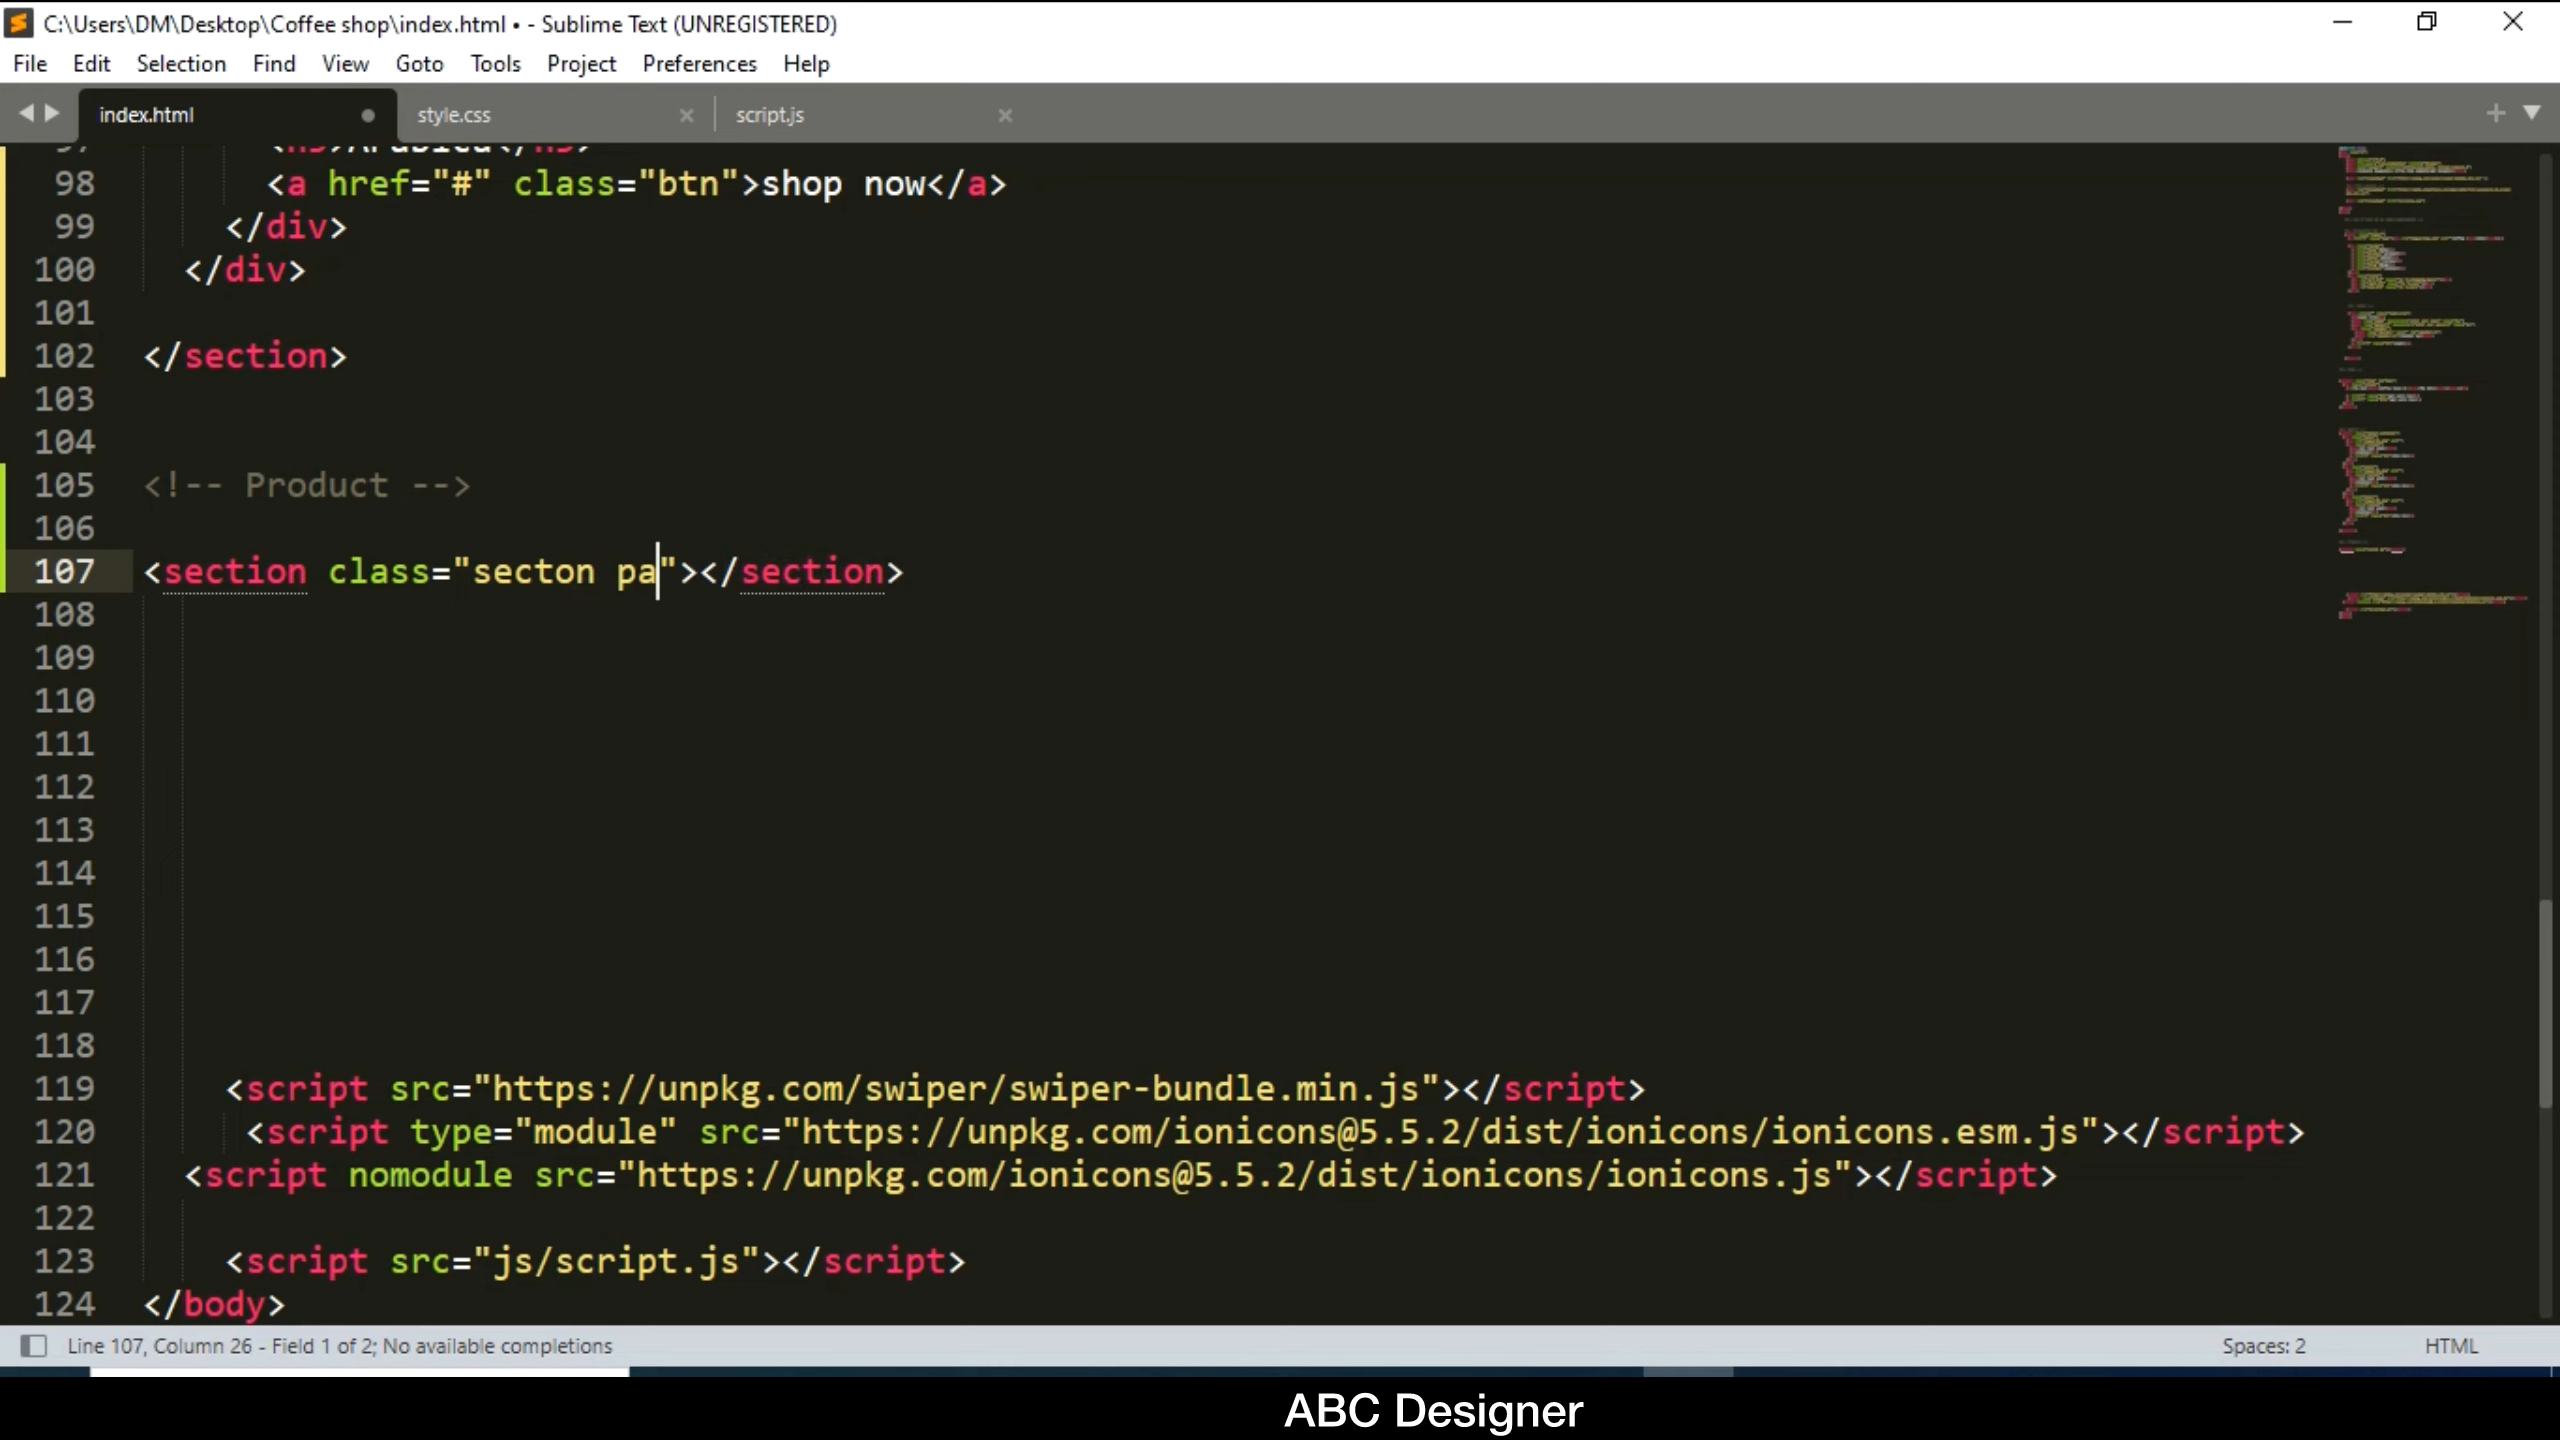 C:\Users\DM\Desktop\Coffee shop\index.html • - Sublime Text (UNREGISTERED)
File Edit Selection Find View Goto Tools Project Preferences Help
index.html style.css script.js
97 <h3>Arabica</h3>
98 <a href="#" class="btn">shop now</a>
99 </div>
100 </div>
101
102 </section>
103
104
105 <!-- Product -->
106
107 <section class="secton pa"></section>
108
109
110
111
112
113
114
115
116
117
118
119 <script src="https://unpkg.com/swiper/swiper-bundle.min.js"></script>
120 <script type="module" src="https://unpkg.com/ionicons@5.5.2/dist/ionicons/ionicons.esm.js"></script>
121 <script nomodule src="https://unpkg.com/ionicons@5.5.2/dist/ionicons/ionicons.js"></script>
122
123 <script src="js/script.js"></script>
124 </body>
Line 107, Column 26 - Field 1 of 2; No available completions Spaces: 2 HTML
ABC Designer